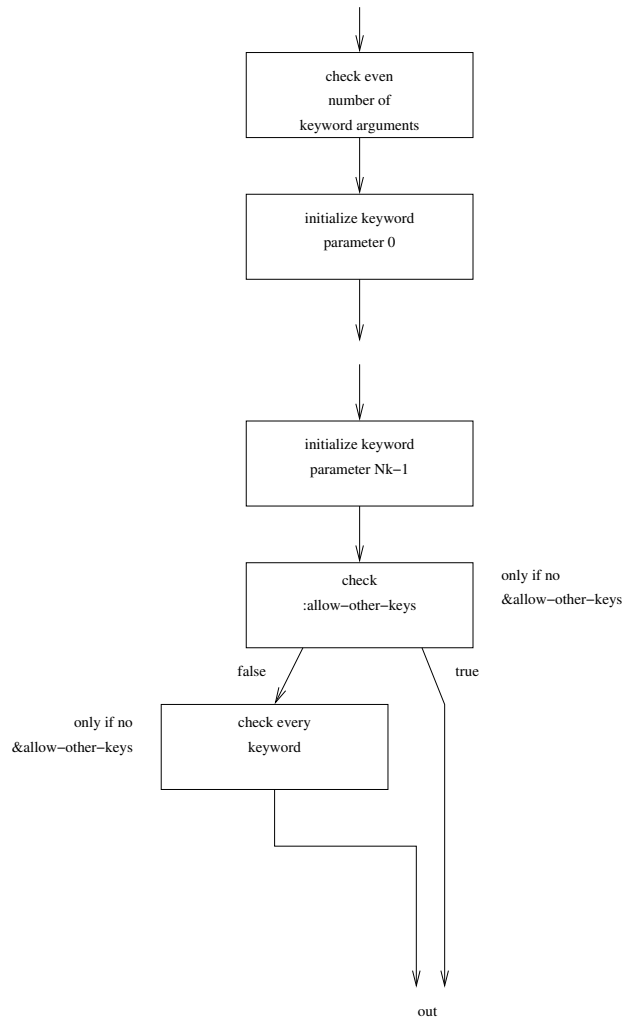 check even
number of
keyword arguments
initialize keyword
parameter 0
initialize keyword
parameter Nk−1
check
:allow−other−keys
only if no
&allow−other−keys
false
true
only if no
&allow−other−keys
check every
keyword
out